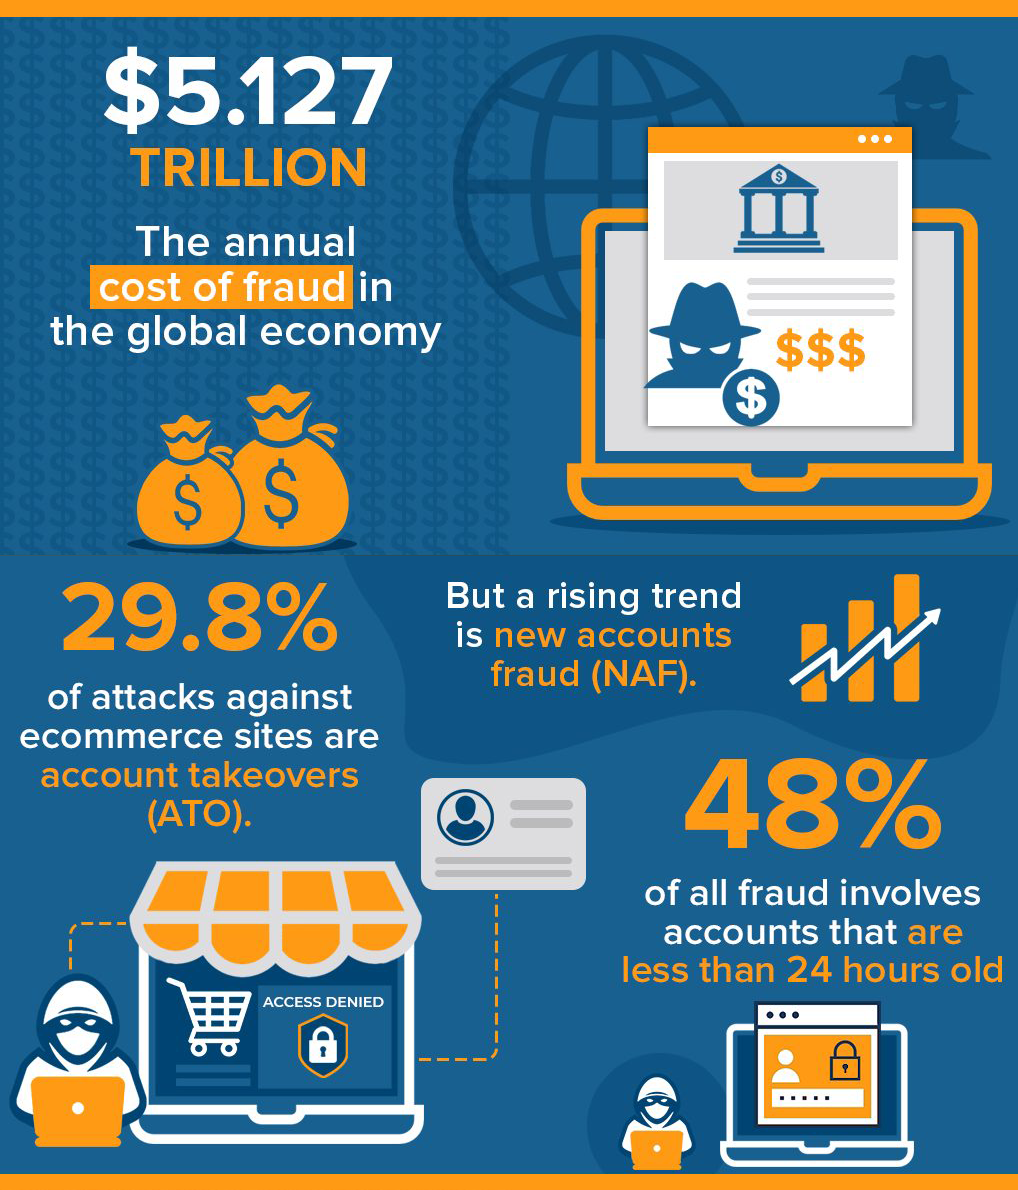 $5.127
TRILLION
The annual
cost of fraud in
the global economy
$
$$$
$
$
$
29.8%
of attacks against
ecommerce sites are
account takeovers
(ATO).
But a rising trend
is new accounts
fraud (NAF).
48%
of all fraud involves
accounts that are
less than 24 hours old
ACCESS DENIED